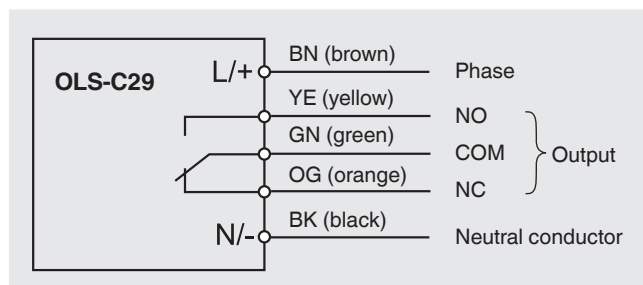 OLS-C29
L/+ BN (brown) Phase
YE (yellow) NO
GN (green) COM Output
OG (orange) NC
N/- BK (black) Neutral conductor